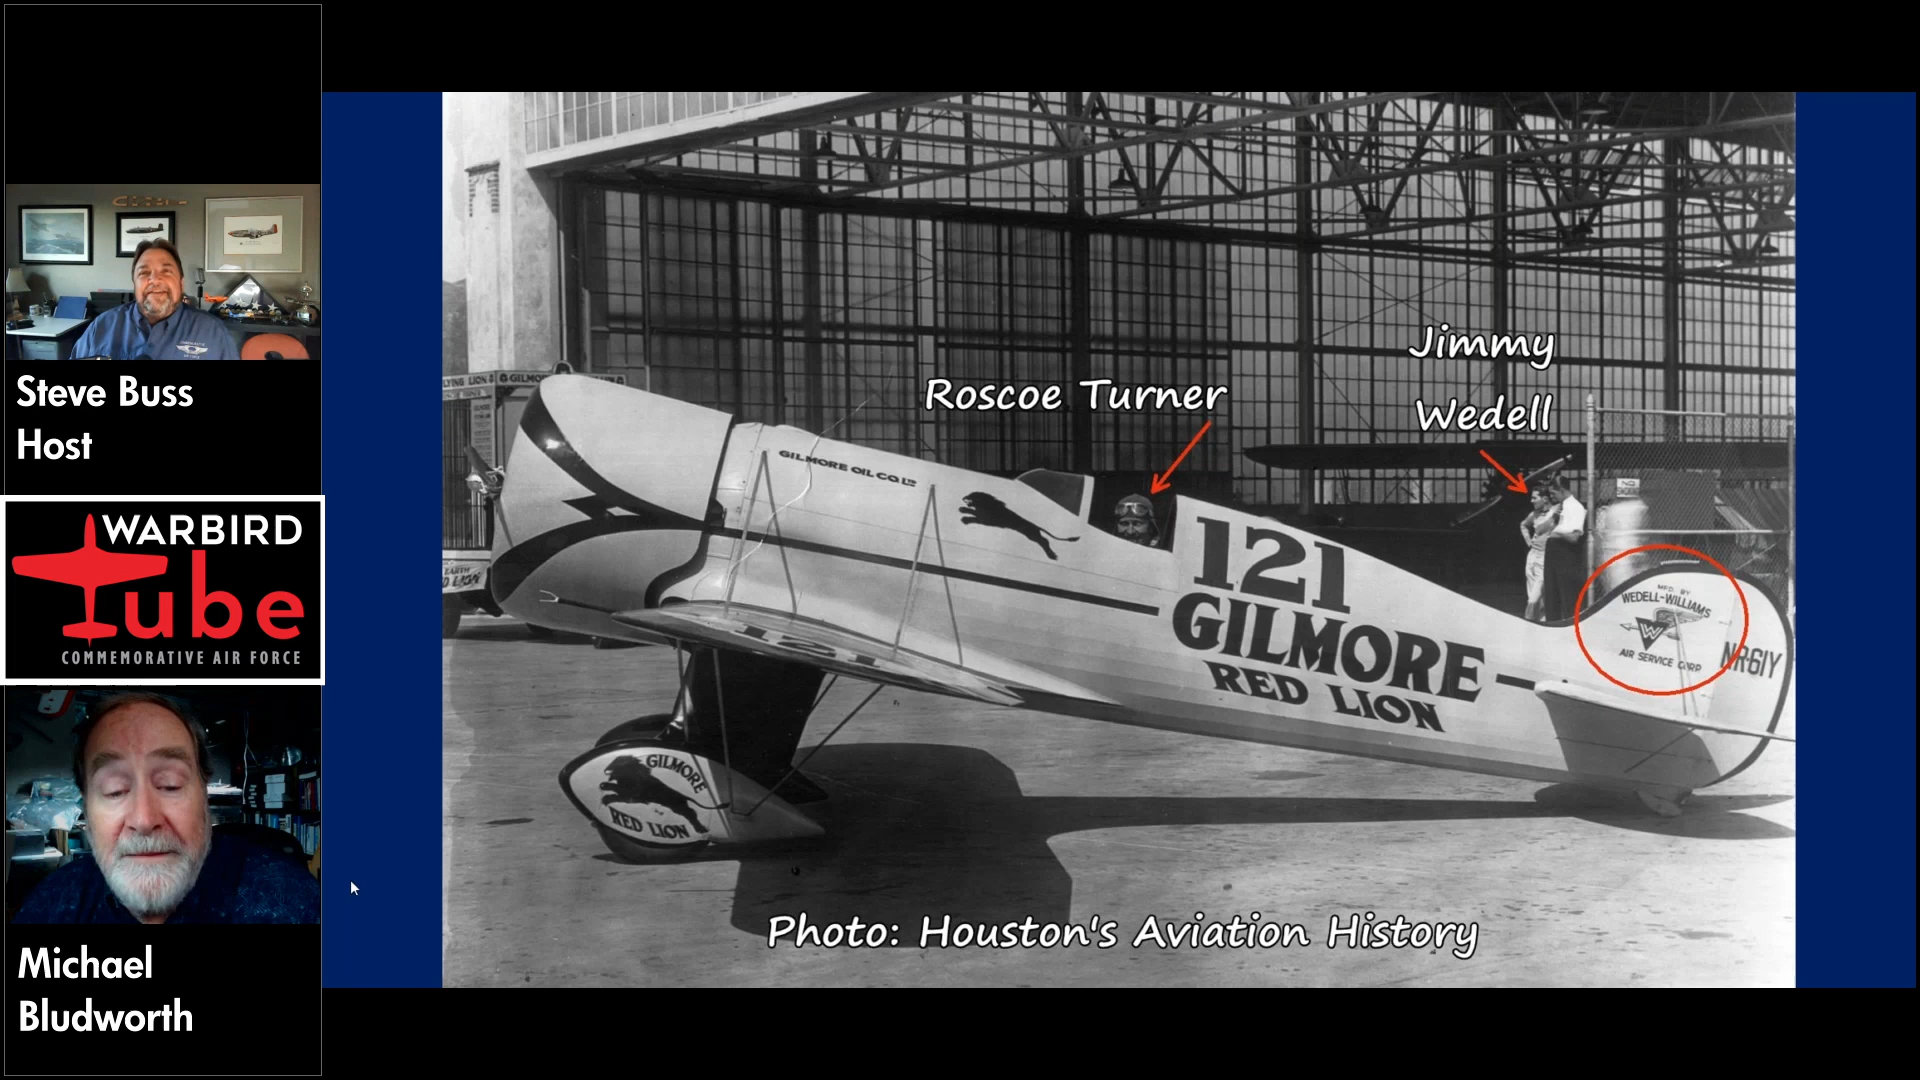 Steve Buss
Host
WARBIRD
Tube
COMMEMORATIVE AIR FORCE
Michael
Bludworth
Roscoe Turner
Jimmy
Wedell
GILMORE OIL CO LTD
121
GILMORE
RED LION
121
GILMORE
RED LION
MFD. BY
WEDELL-WILLIAMS
W
AIR SERVICE CORP
NR61Y
Photo: Houston's Aviation History